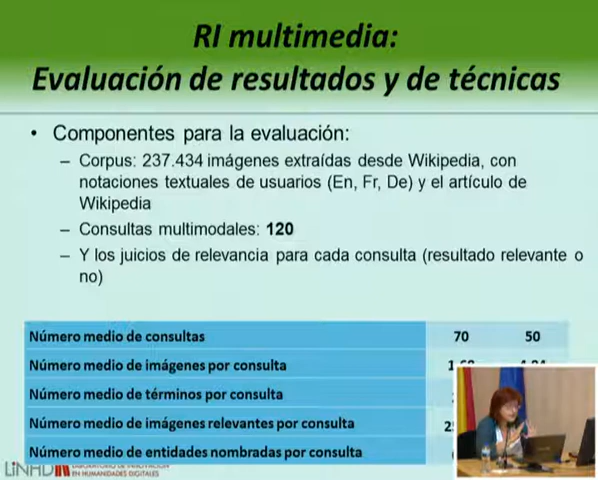 RI multimedia:
Evaluación de resultados y de técnicas
• Componentes para la evaluación:
– Corpus: 237.434 imágenes extraídas desde Wikipedia, con
notaciones textuales de usuarios (En, Fr, De) y el artículo de
Wikipedia
– Consultas multimodales: 120
– Y los juicios de relevancia para cada consulta (resultado relevante o
no)
Número medio de consultas 70 50
Número medio de imágenes por consulta
Número medio de términos por consulta
Número medio de imágenes relevantes por consulta
Número medio de entidades nombradas por consulta
LINHD
LABORATORIO DE INNOVACIÓN
EN HUMANIDADES DIGITALES